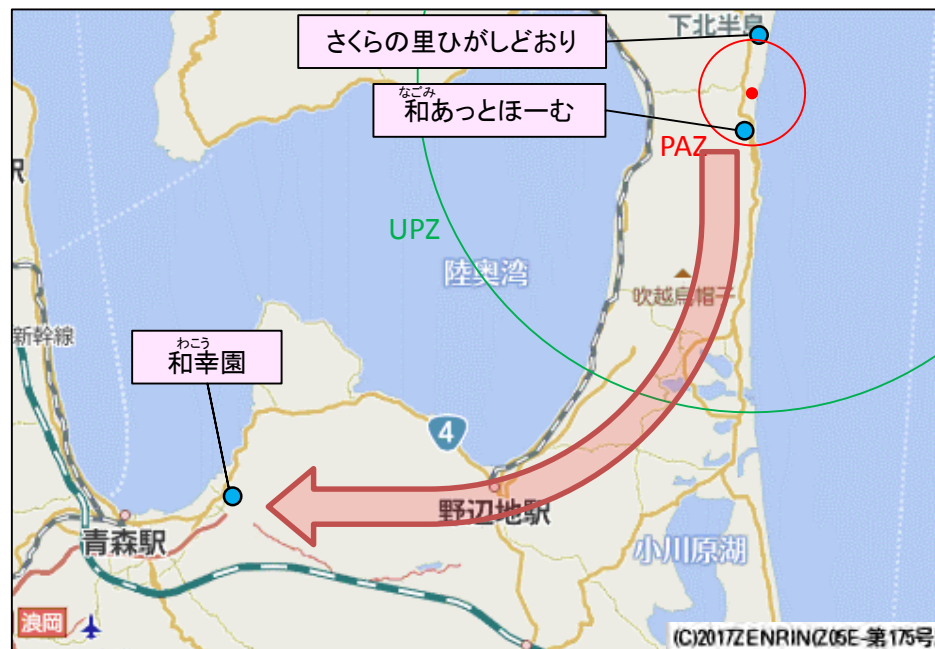 下北半島
さくらの里ひがしどおり
なごみ
和あっとほーむ
PAZ
駅
UPZ
陸奥湾
吹越烏帽子
新幹線
わこう
和幸園
4
野辺地駅
青森駅
小川原湖
浪岡
(C)2017ZENRIN(Z05E-第175号